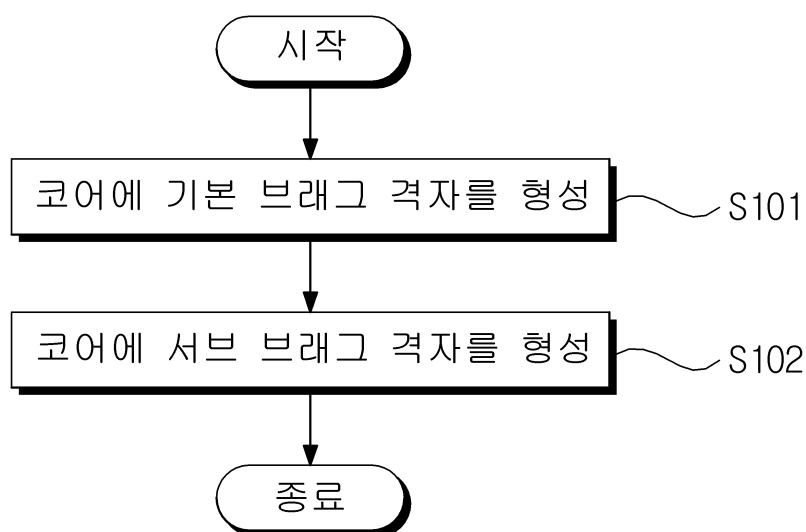 시작
코어에 기본 브래그 격자를 형성
S101
코어에 서브 브래그 격자를 형성
S102
종료